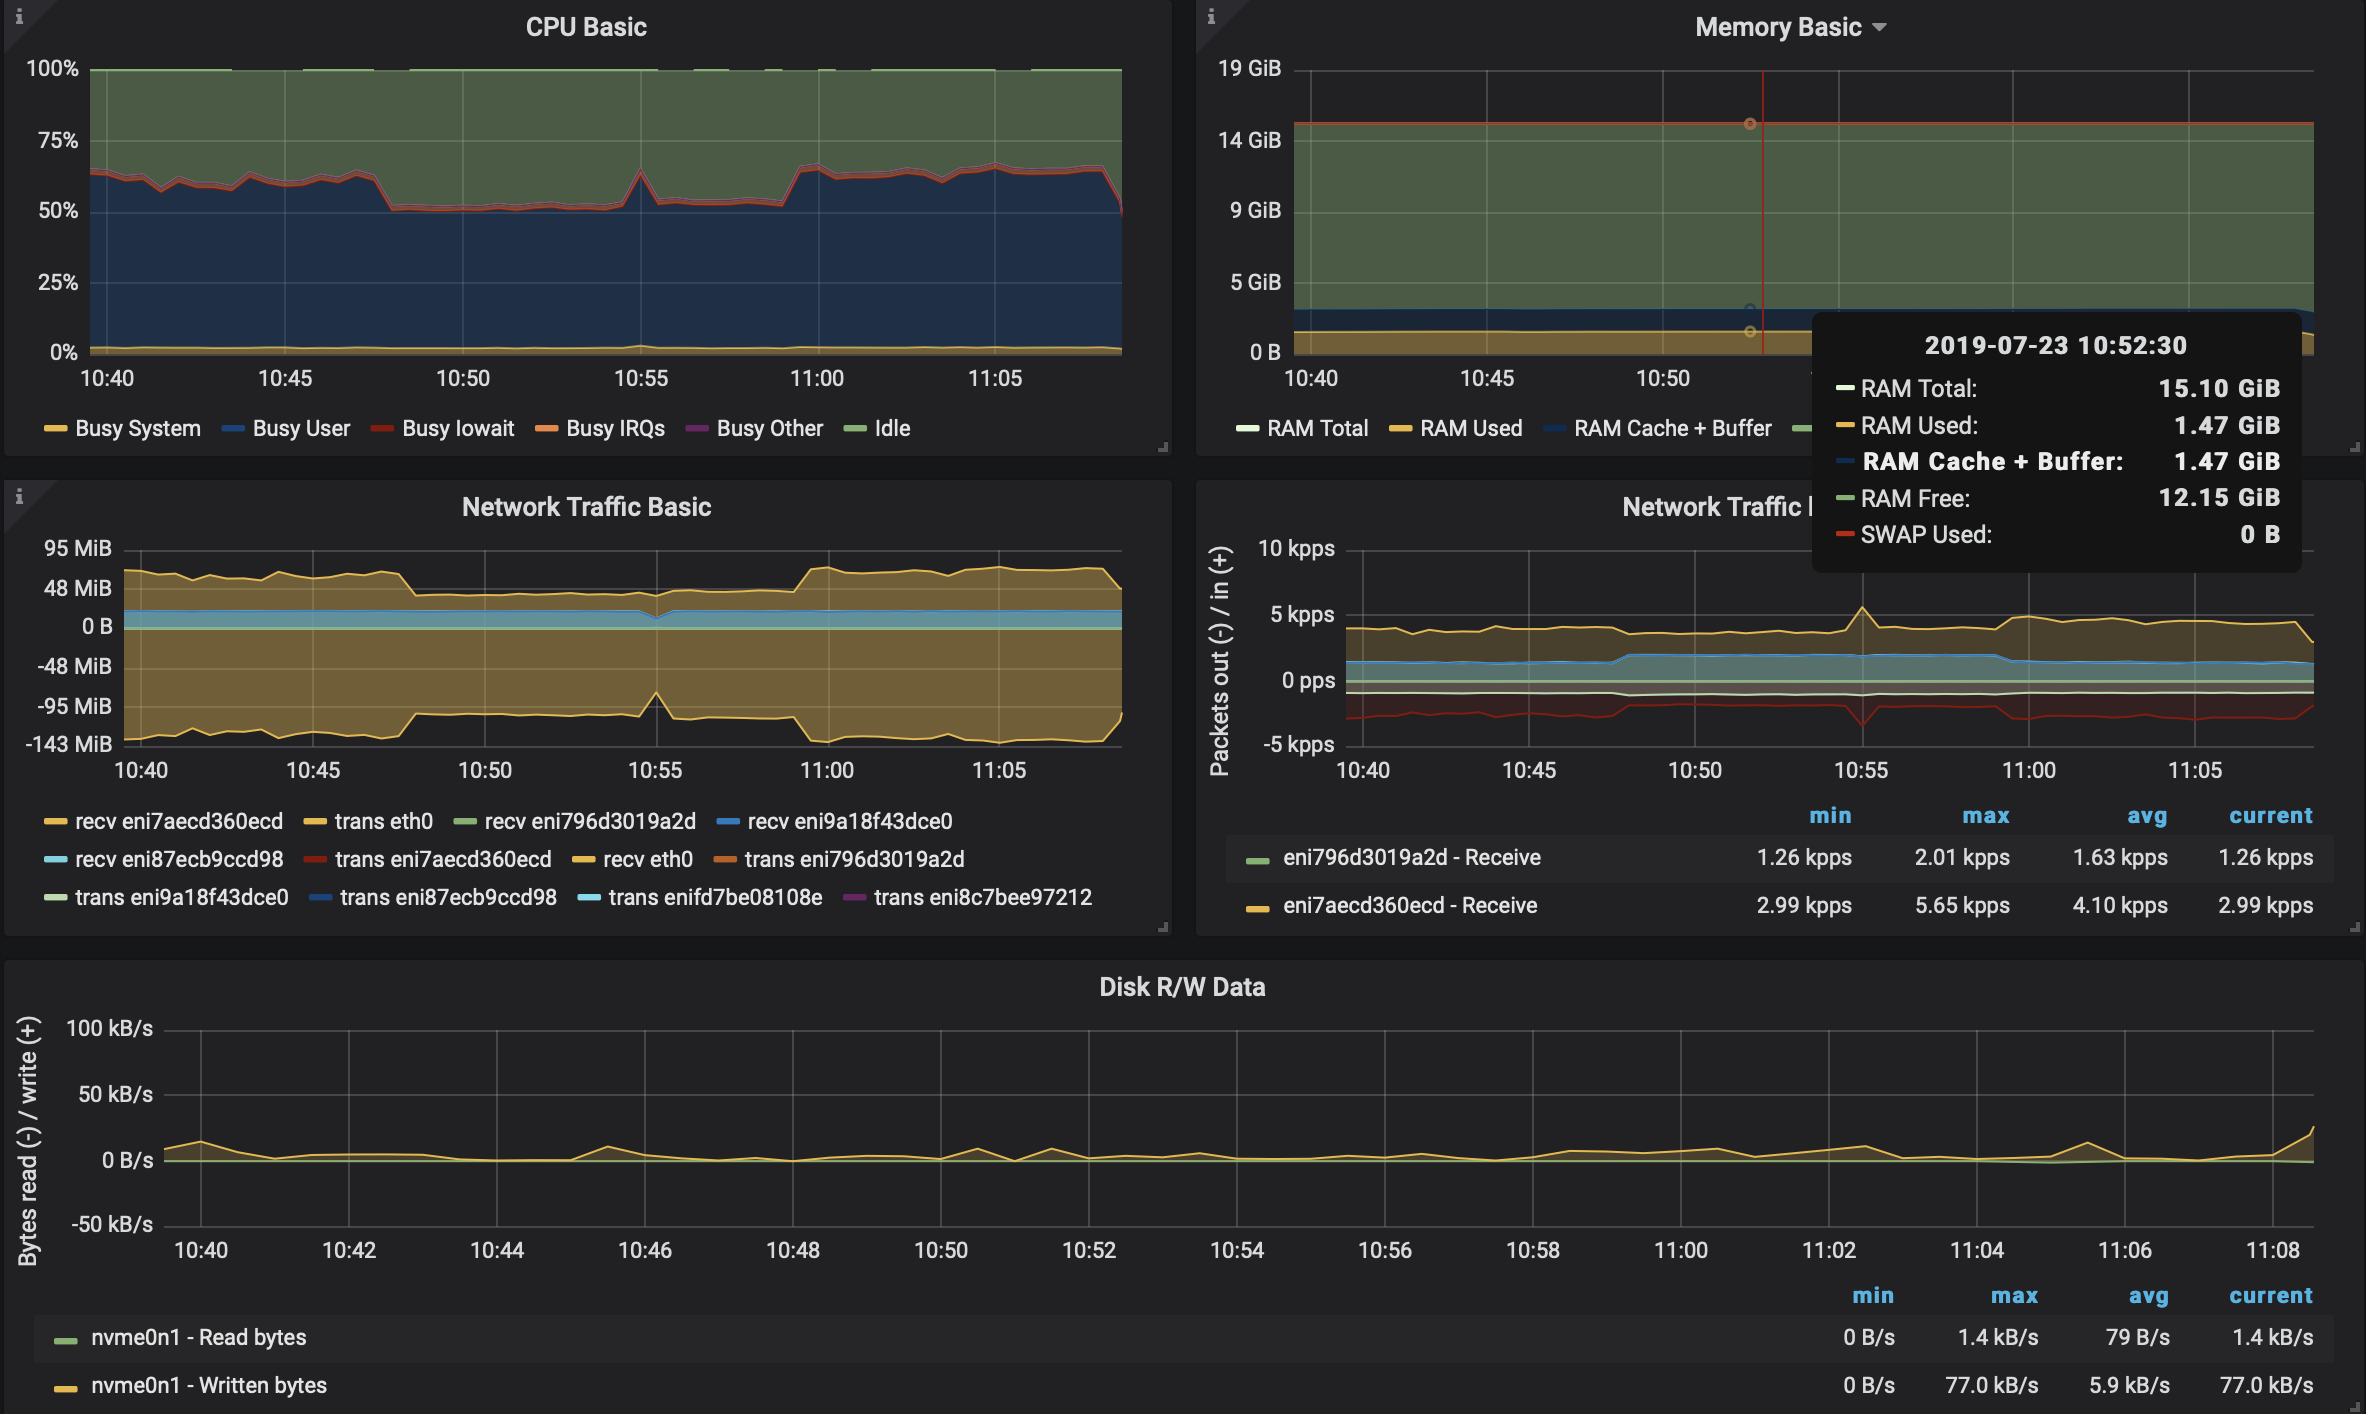 CPU Basic
100%
75%
50%
25%
0%
10:40 10:45 10:50 10:55 11:00 11:05
Busy System Busy User Busy Iowait Busy IRQs Busy Other Idle
Memory Basic
19 GiB
14 GiB
9 GiB
5 GiB
0 B
10:40 10:45 10:50
RAM Total RAM Used RAM Cache + Buffer
2019-07-23 10:52:30
RAM Total: 15.10 GiB
RAM Used: 1.47 GiB
RAM Cache + Buffer: 1.47 GiB
RAM Free: 12.15 GiB
SWAP Used: 0 B
Network Traffic Basic
95 MiB
48 MiB
0 B
-48 MiB
-95 MiB
-143 MiB
10:40 10:45 10:50 10:55 11:00 11:05
recv eni7aecd360ecd trans eth0 recv eni796d3019a2d recv eni9a18f43dce0
recv eni87ecb9ccd98 trans eni7aecd360ecd recv eth0 trans eni796d3019a2d
trans eni9a18f43dce0 trans eni87ecb9ccd98 trans enifd7be08108e trans eni8c7bee97212
Network Traffic
Packets out (-) / in (+)
10 kpps
5 kpps
0 pps
-5 kpps
10:40 10:45 10:50 10:55 11:00 11:05
min max avg current
eni796d3019a2d - Receive 1.26 kpps 2.01 kpps 1.63 kpps 1.26 kpps
eni7aecd360ecd - Receive 2.99 kpps 5.65 kpps 4.10 kpps 2.99 kpps
Disk R/W Data
Bytes read (-) / write (+)
100 kB/s
50 kB/s
0 B/s
-50 kB/s
10:40 10:42 10:44 10:46 10:48 10:50 10:52 10:54 10:56 10:58 11:00 11:02 11:04 11:06 11:08
min max avg current
nvme0n1 - Read bytes 0 B/s 1.4 kB/s 79 B/s 1.4 kB/s
nvme0n1 - Written bytes 0 B/s 77.0 kB/s 5.9 kB/s 77.0 kB/s